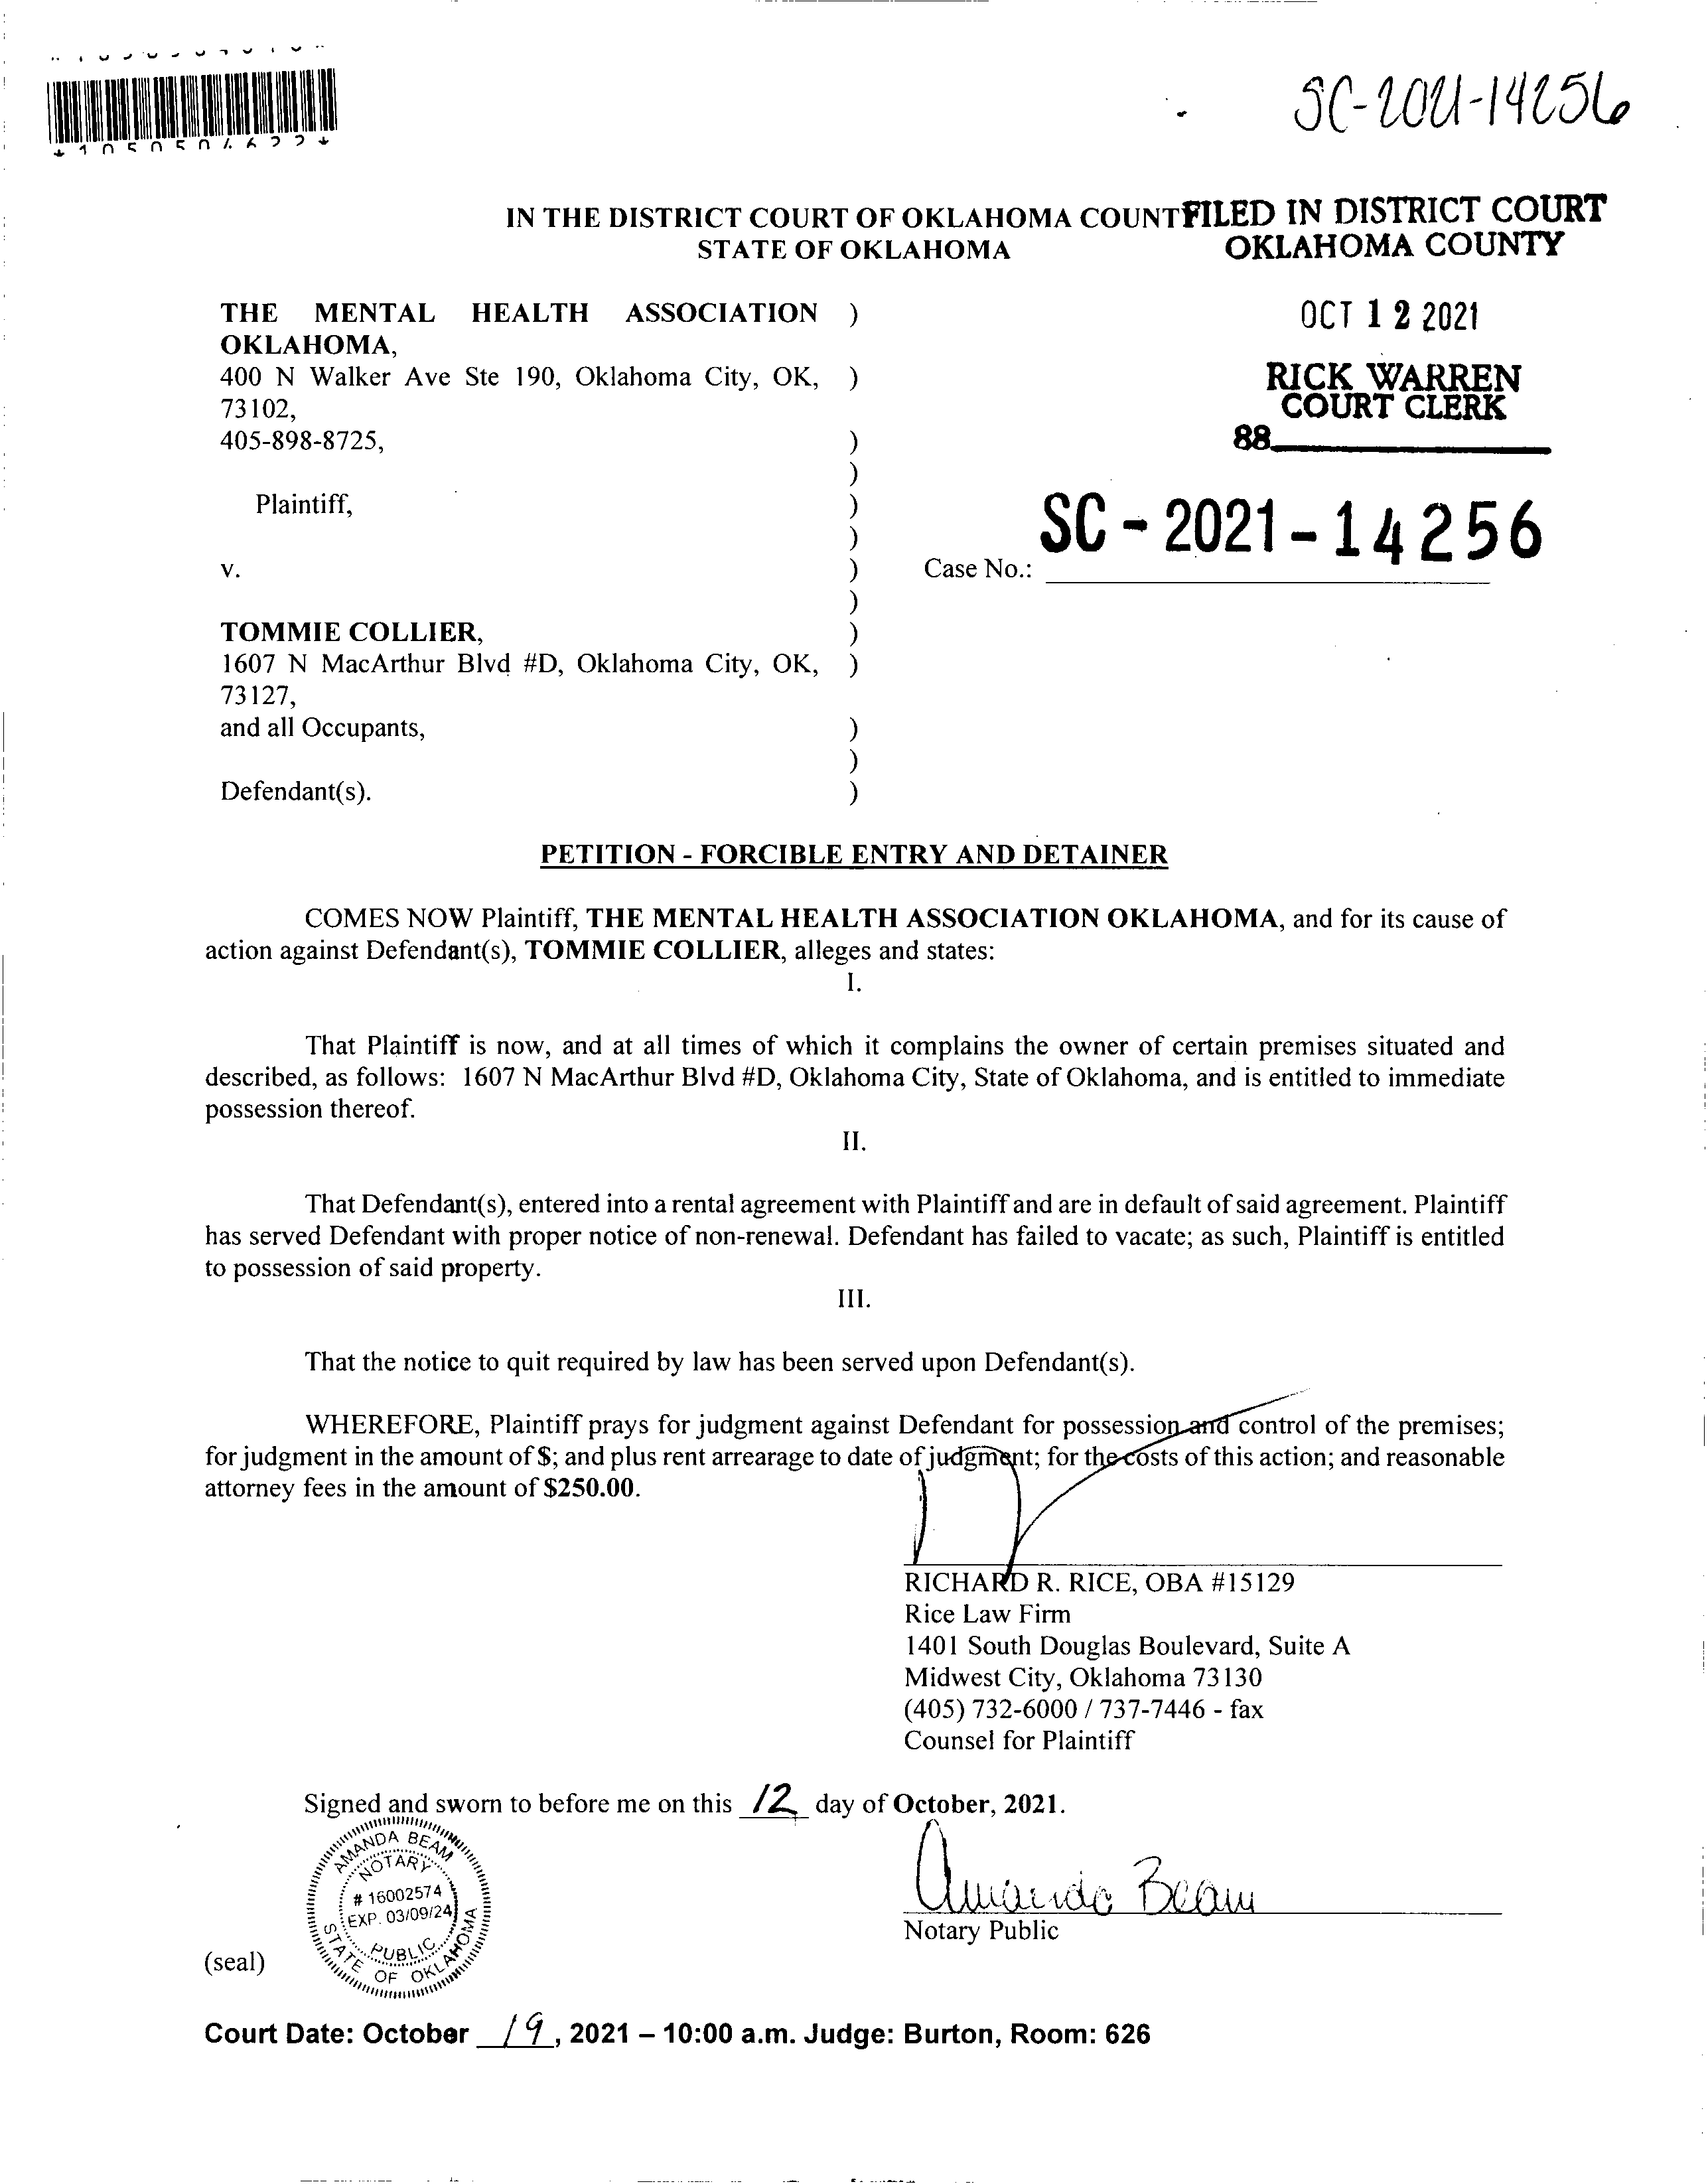 SC-2021-14256
IN THE DISTRICT COURT OF OKLAHOMA COUNT
STATE OF OKLAHOMA
FILED IN DISTRICT COURT
OKLAHOMA COUNTY
OCT 12 2021
RICK WARREN
COURT CLERK
88
THE MENTAL HEALTH ASSOCIATION )
OKLAHOMA,
400 N Walker Ave Ste 190, Oklahoma City, OK, )
73102,
405-898-8725, )
)
Plaintiff, )
)
v. )
)
Case No.: SC-2021-14256
TOMMIE COLLIER, )
1607 N MacArthur Blvd #D, Oklahoma City, OK, )
73127,
and all Occupants, )
)
Defendant(s). )
PETITION - FORCIBLE ENTRY AND DETAINER
COMES NOW Plaintiff, THE MENTAL HEALTH ASSOCIATION OKLAHOMA, and for its cause of
action against Defendant(s), TOMMIE COLLIER, alleges and states:
I.
That Plaintiff is now, and at all times of which it complains the owner of certain premises situated and
described, as follows: 1607 N MacArthur Blvd #D, Oklahoma City, State of Oklahoma, and is entitled to immediate
possession thereof.
II.
That Defendant(s), entered into a rental agreement with Plaintiff and are in default of said agreement. Plaintiff
has served Defendant with proper notice of non-renewal. Defendant has failed to vacate; as such, Plaintiff is entitled
to possession of said property.
III.
That the notice to quit required by law has been served upon Defendant(s).
WHEREFORE, Plaintiff prays for judgment against Defendant for possession and control of the premises;
for judgment in the amount of $; and plus rent arrearage to date of judgment; for the costs of this action; and reasonable
attorney fees in the amount of $250.00.
RICHARD R. RICE, OBA #15129
Rice Law Firm
1401 South Douglas Boulevard, Suite A
Midwest City, Oklahoma 73130
(405) 732-6000 / 737-7446 - fax
Counsel for Plaintiff
Signed and sworn to before me on this 12 day of October, 2021.
AMANDA BEAM
NOTARY
# 16002574
EXP. 03/09/24
PUBLIC
STATE OF OKLAHOMA
Amanda Beam
Notary Public
(seal)
Court Date: October 19, 2021 – 10:00 a.m. Judge: Burton, Room: 626